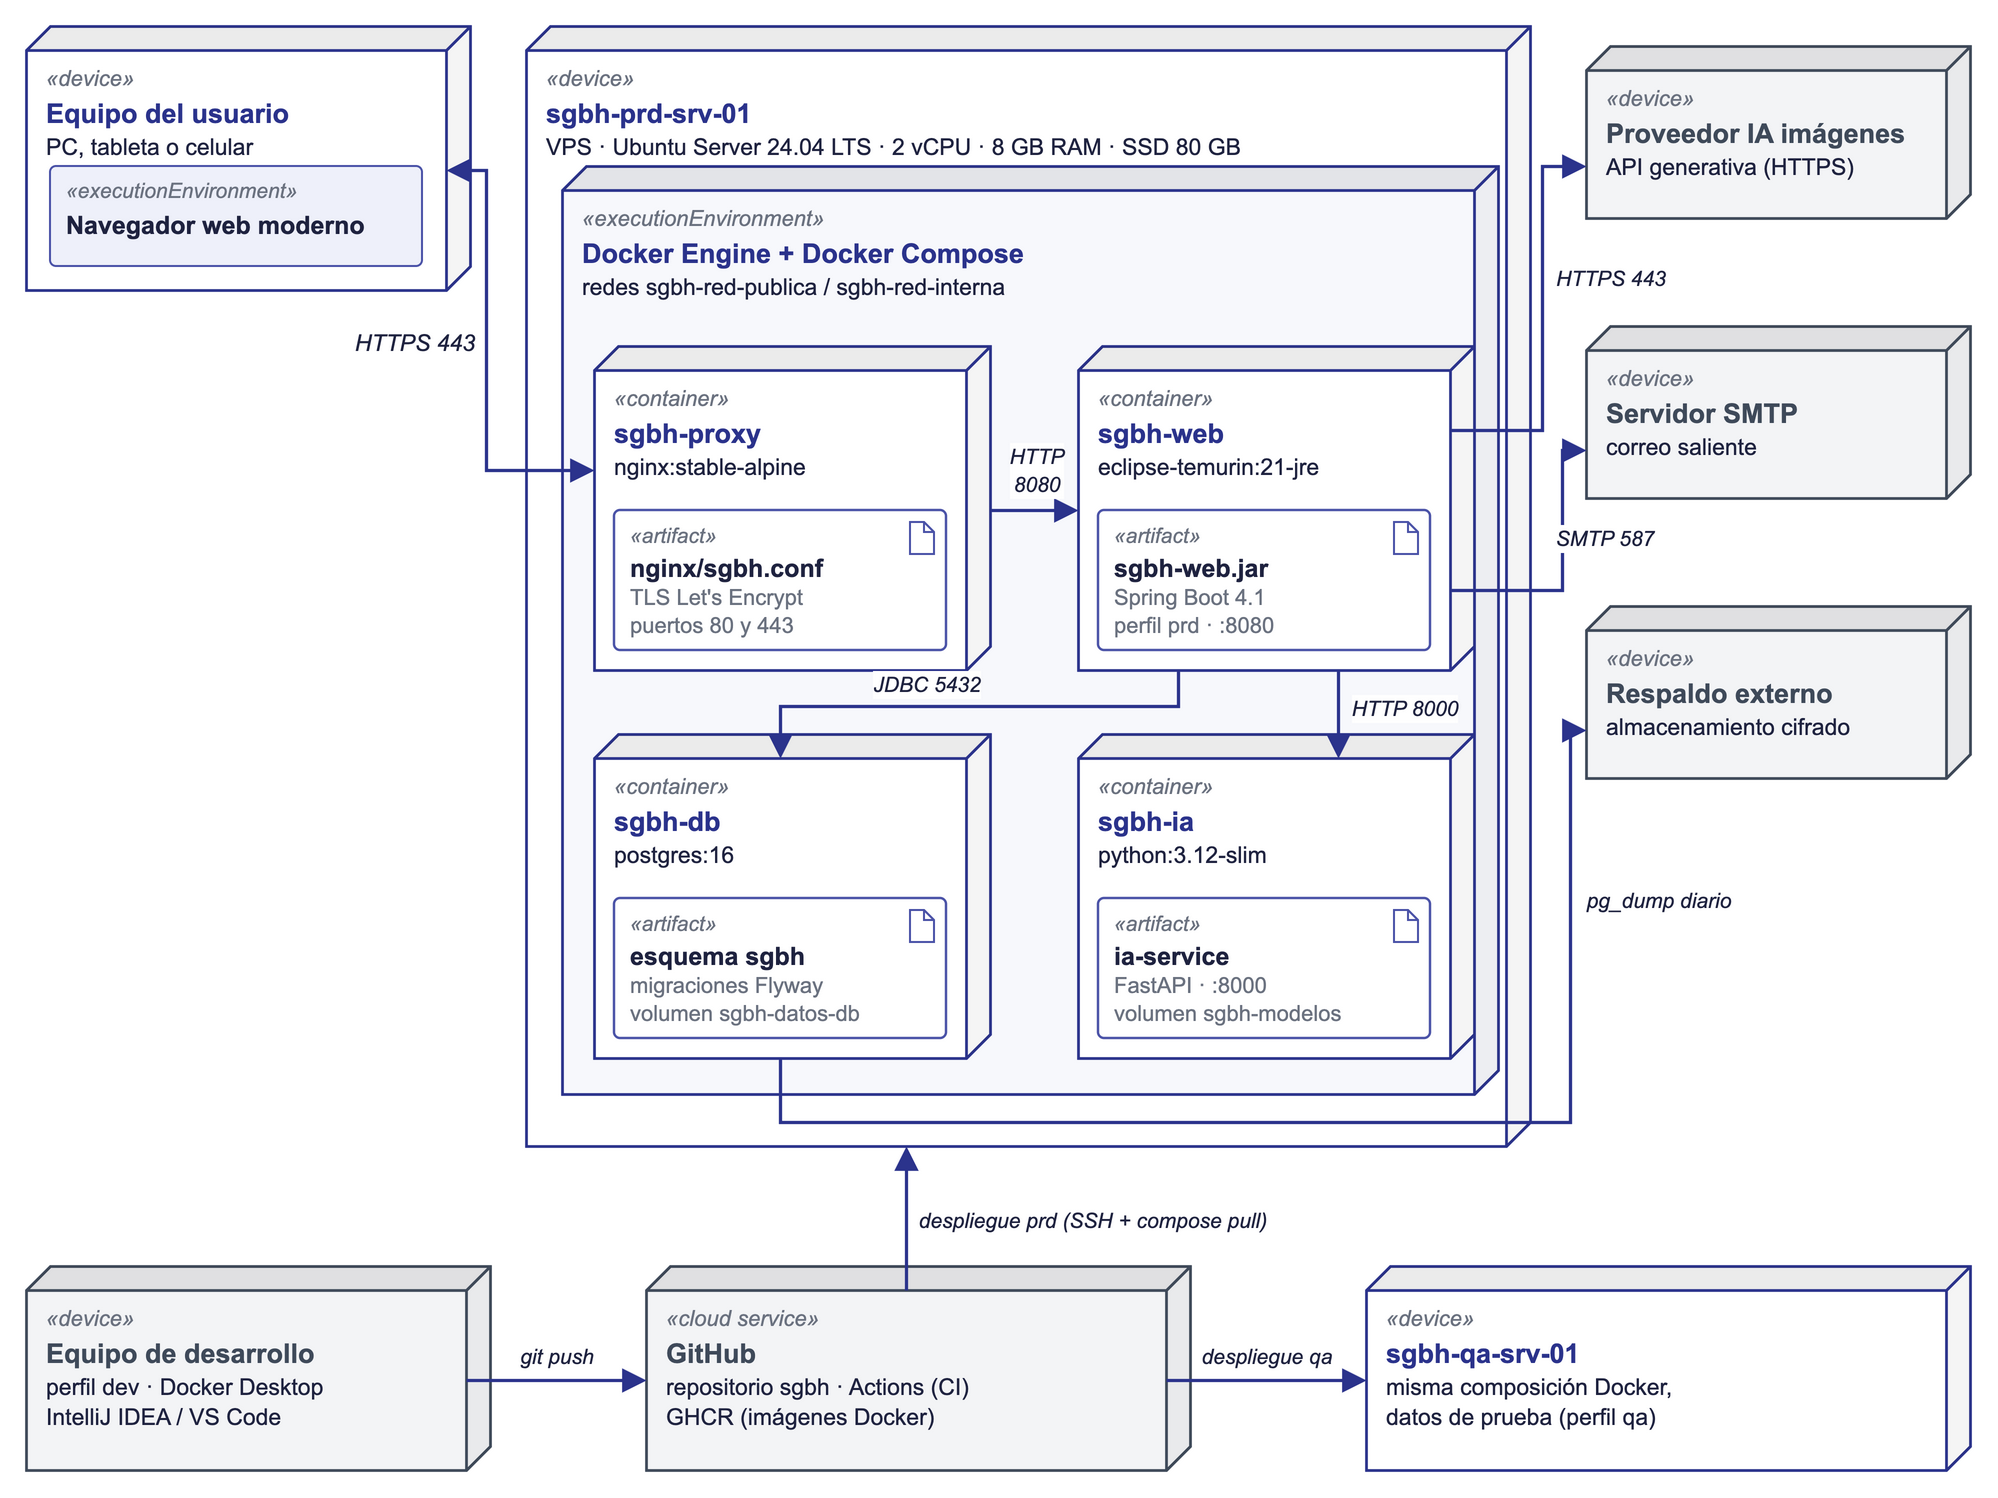 «device»
Equipo del usuario
PC, tableta o celular
«executionEnvironment»
Navegador web moderno
HTTPS 443
«device»
sgbh-prd-srv-01
VPS · Ubuntu Server 24.04 LTS · 2 vCPU · 8 GB RAM · SSD 80 GB
«executionEnvironment»
Docker Engine + Docker Compose
redes sgbh-red-publica / sgbh-red-interna
«container»
sgbh-proxy
nginx:stable-alpine
«artifact»
nginx/sgbh.conf
TLS Let's Encrypt
puertos 80 y 443
HTTP
8080
«container»
sgbh-web
eclipse-temurin:21-jre
«artifact»
sgbh-web.jar
Spring Boot 4.1
perfil prd · :8080
JDBC 5432
HTTP 8000
«container»
sgbh-db
postgres:16
«artifact»
esquema sgbh
migraciones Flyway
volumen sgbh-datos-db
«container»
sgbh-ia
python:3.12-slim
«artifact»
ia-service
FastAPI · :8000
volumen sgbh-modelos
«device»
Proveedor IA imágenes
API generativa (HTTPS)
HTTPS 443
«device»
Servidor SMTP
correo saliente
SMTP 587
«device»
Respaldo externo
almacenamiento cifrado
pg_dump diario
despliegue prd (SSH + compose pull)
«device»
Equipo de desarrollo
perfil dev · Docker Desktop
IntelliJ IDEA / VS Code
git push
«cloud service»
GitHub
repositorio sgbh · Actions (CI)
GHCR (imágenes Docker)
despliegue qa
«device»
sgbh-qa-srv-01
misma composición Docker,
datos de prueba (perfil qa)